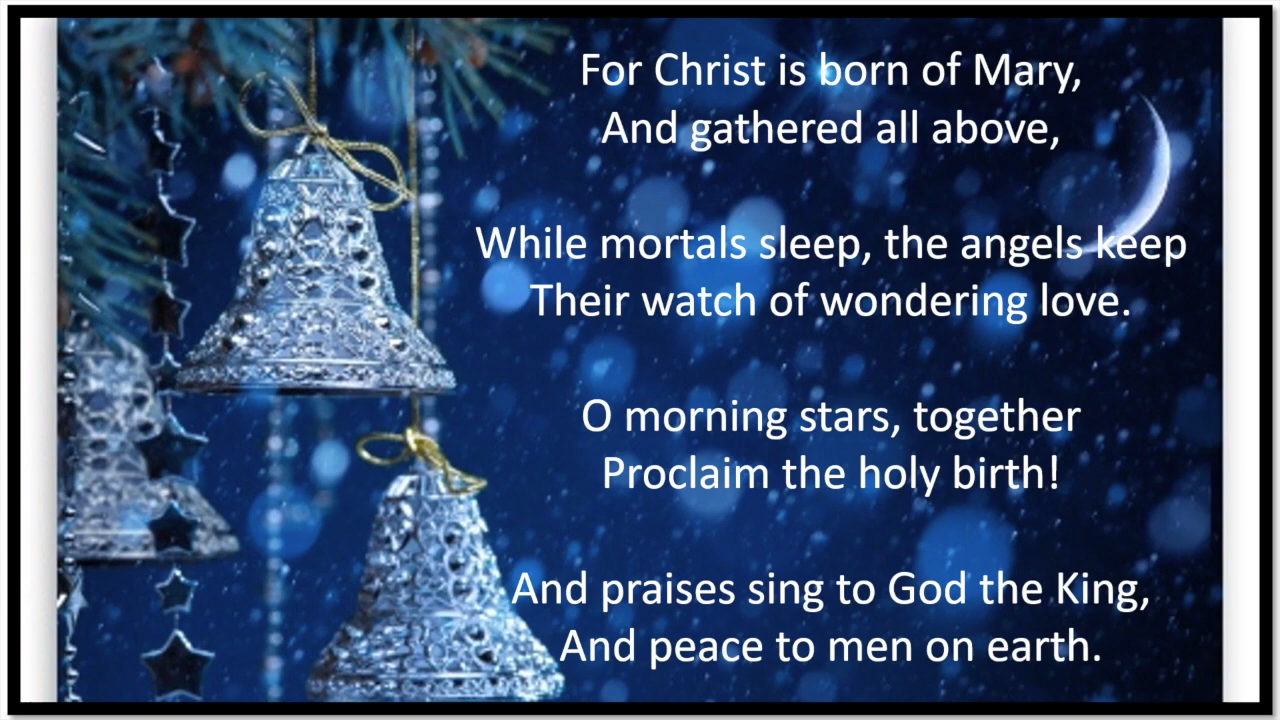 For Christ is born of Mary,
And gathered all above,
While mortals sleep, the angels keep
Their watch of wondering love.
O morning stars, together
Proclaim the holy birth!
And praises sing to God the King,
And peace to men on earth.